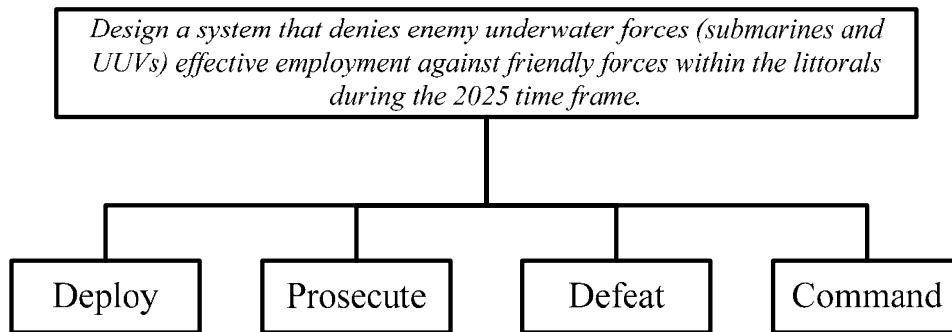 Design a system that denies enemy underwater forces (submarines and
UUVs) effective employment against friendly forces within the littorals
during the 2025 time frame.
Deploy Prosecute Defeat Command